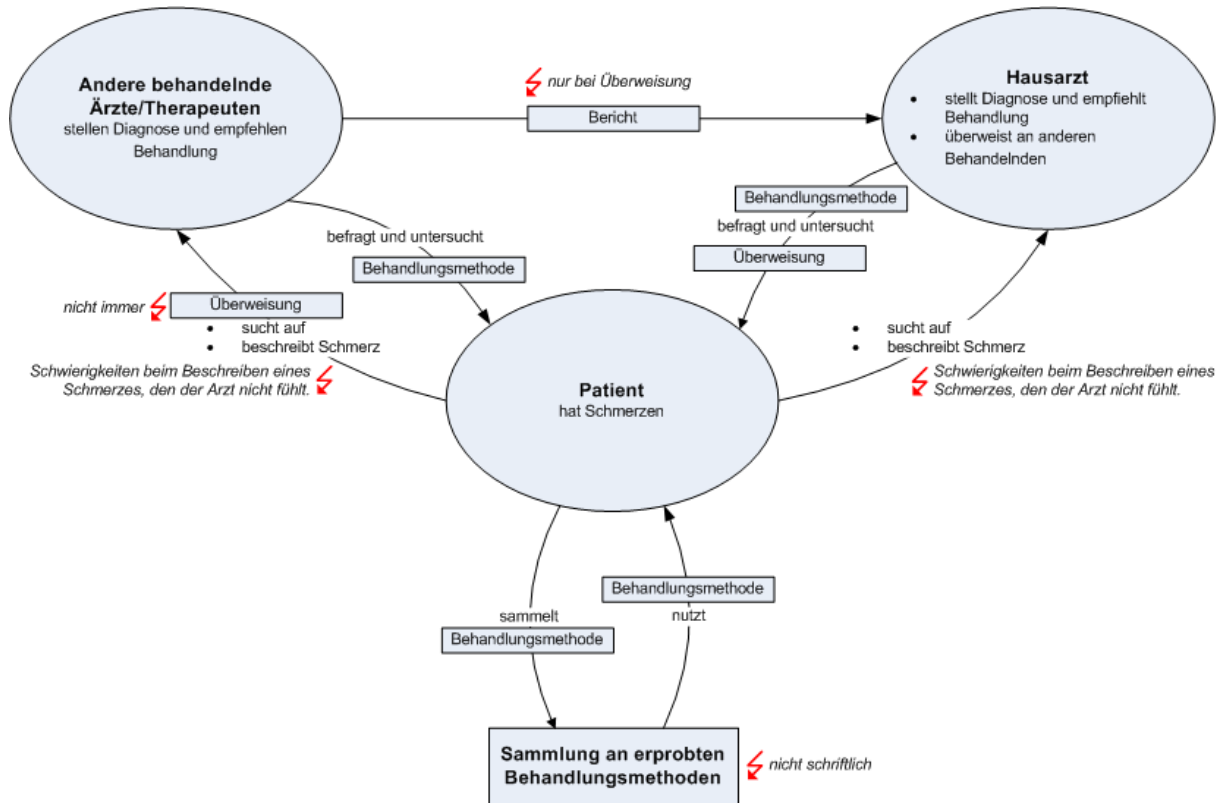 Andere behandelnde
Ärzte/Therapeuten
stellen Diagnose und empfehlen
Behandlung
nur bei Überweisung
Bericht
Hausarzt
• stellt Diagnose und empfiehlt
Behandlung
• überweist an anderen
Behandelnden
befragt und untersucht
Behandlungsmethode
Behandlungsmethode
befragt und untersucht
Überweisung
nicht immer
Überweisung
• sucht auf
• beschreibt Schmerz
Schwierigkeiten beim Beschreiben eines
Schmerzes, den der Arzt nicht fühlt.
• sucht auf
• beschreibt Schmerz
Schwierigkeiten beim Beschreiben eines
Schmerzes, den der Arzt nicht fühlt.
Patient
hat Schmerzen
sammelt
Behandlungsmethode
Behandlungsmethode
nutzt
Sammlung an erprobten
Behandlungsmethoden
nicht schriftlich